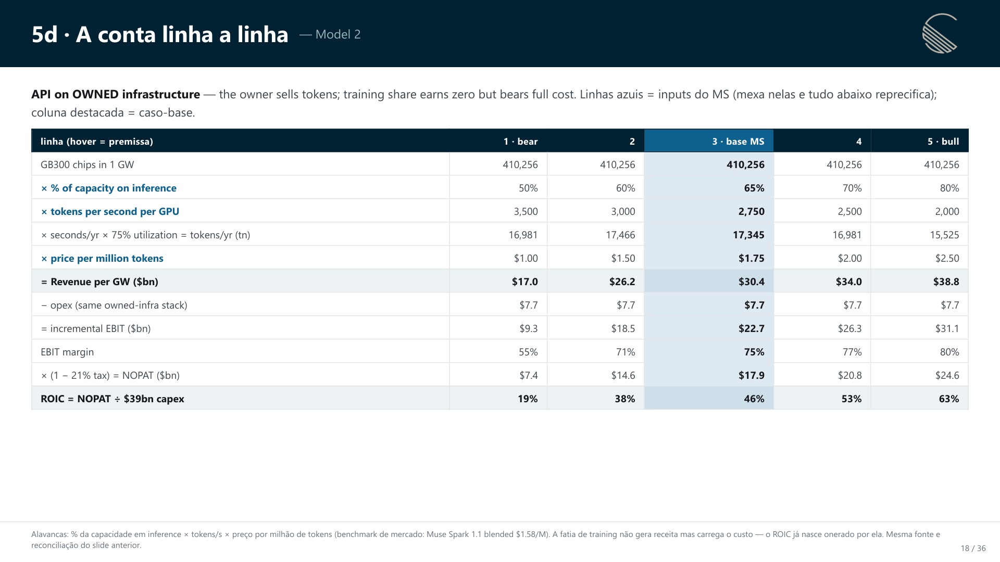 5d · A conta linha a linha — Model 2
API on OWNED infrastructure — the owner sells tokens; training share earns zero but bears full cost. Linhas azuis = inputs do MS (mexa nelas e tudo abaixo reprecifica);
coluna destacada = caso-base.
linha (hover = premissa) 1 · bear 2 3 · base MS 4 5 · bull
GB300 chips in 1 GW 410,256 410,256 410,256 410,256 410,256
× % of capacity on inference 50% 60% 65% 70% 80%
× tokens per second per GPU 3,500 3,000 2,750 2,500 2,000
× seconds/yr × 75% utilization = tokens/yr (tn) 16,981 17,466 17,345 16,981 15,525
× price per million tokens $1.00 $1.50 $1.75 $2.00 $2.50
= Revenue per GW ($bn) $17.0 $26.2 $30.4 $34.0 $38.8
− opex (same owned-infra stack) $7.7 $7.7 $7.7 $7.7 $7.7
= incremental EBIT ($bn) $9.3 $18.5 $22.7 $26.3 $31.1
EBIT margin 55% 71% 75% 77% 80%
× (1 − 21% tax) = NOPAT ($bn) $7.4 $14.6 $17.9 $20.8 $24.6
ROIC = NOPAT ÷ $39bn capex 19% 38% 46% 53% 63%
Alavancas: % da capacidade em inference × tokens/s × preço por milhão de tokens (benchmark de mercado: Muse Spark 1.1 blended $1.58/M). A fatia de training não gera receita mas carrega o custo — o ROIC já nasce onerado por ela. Mesma fonte e
reconciliação do slide anterior.
18 / 36